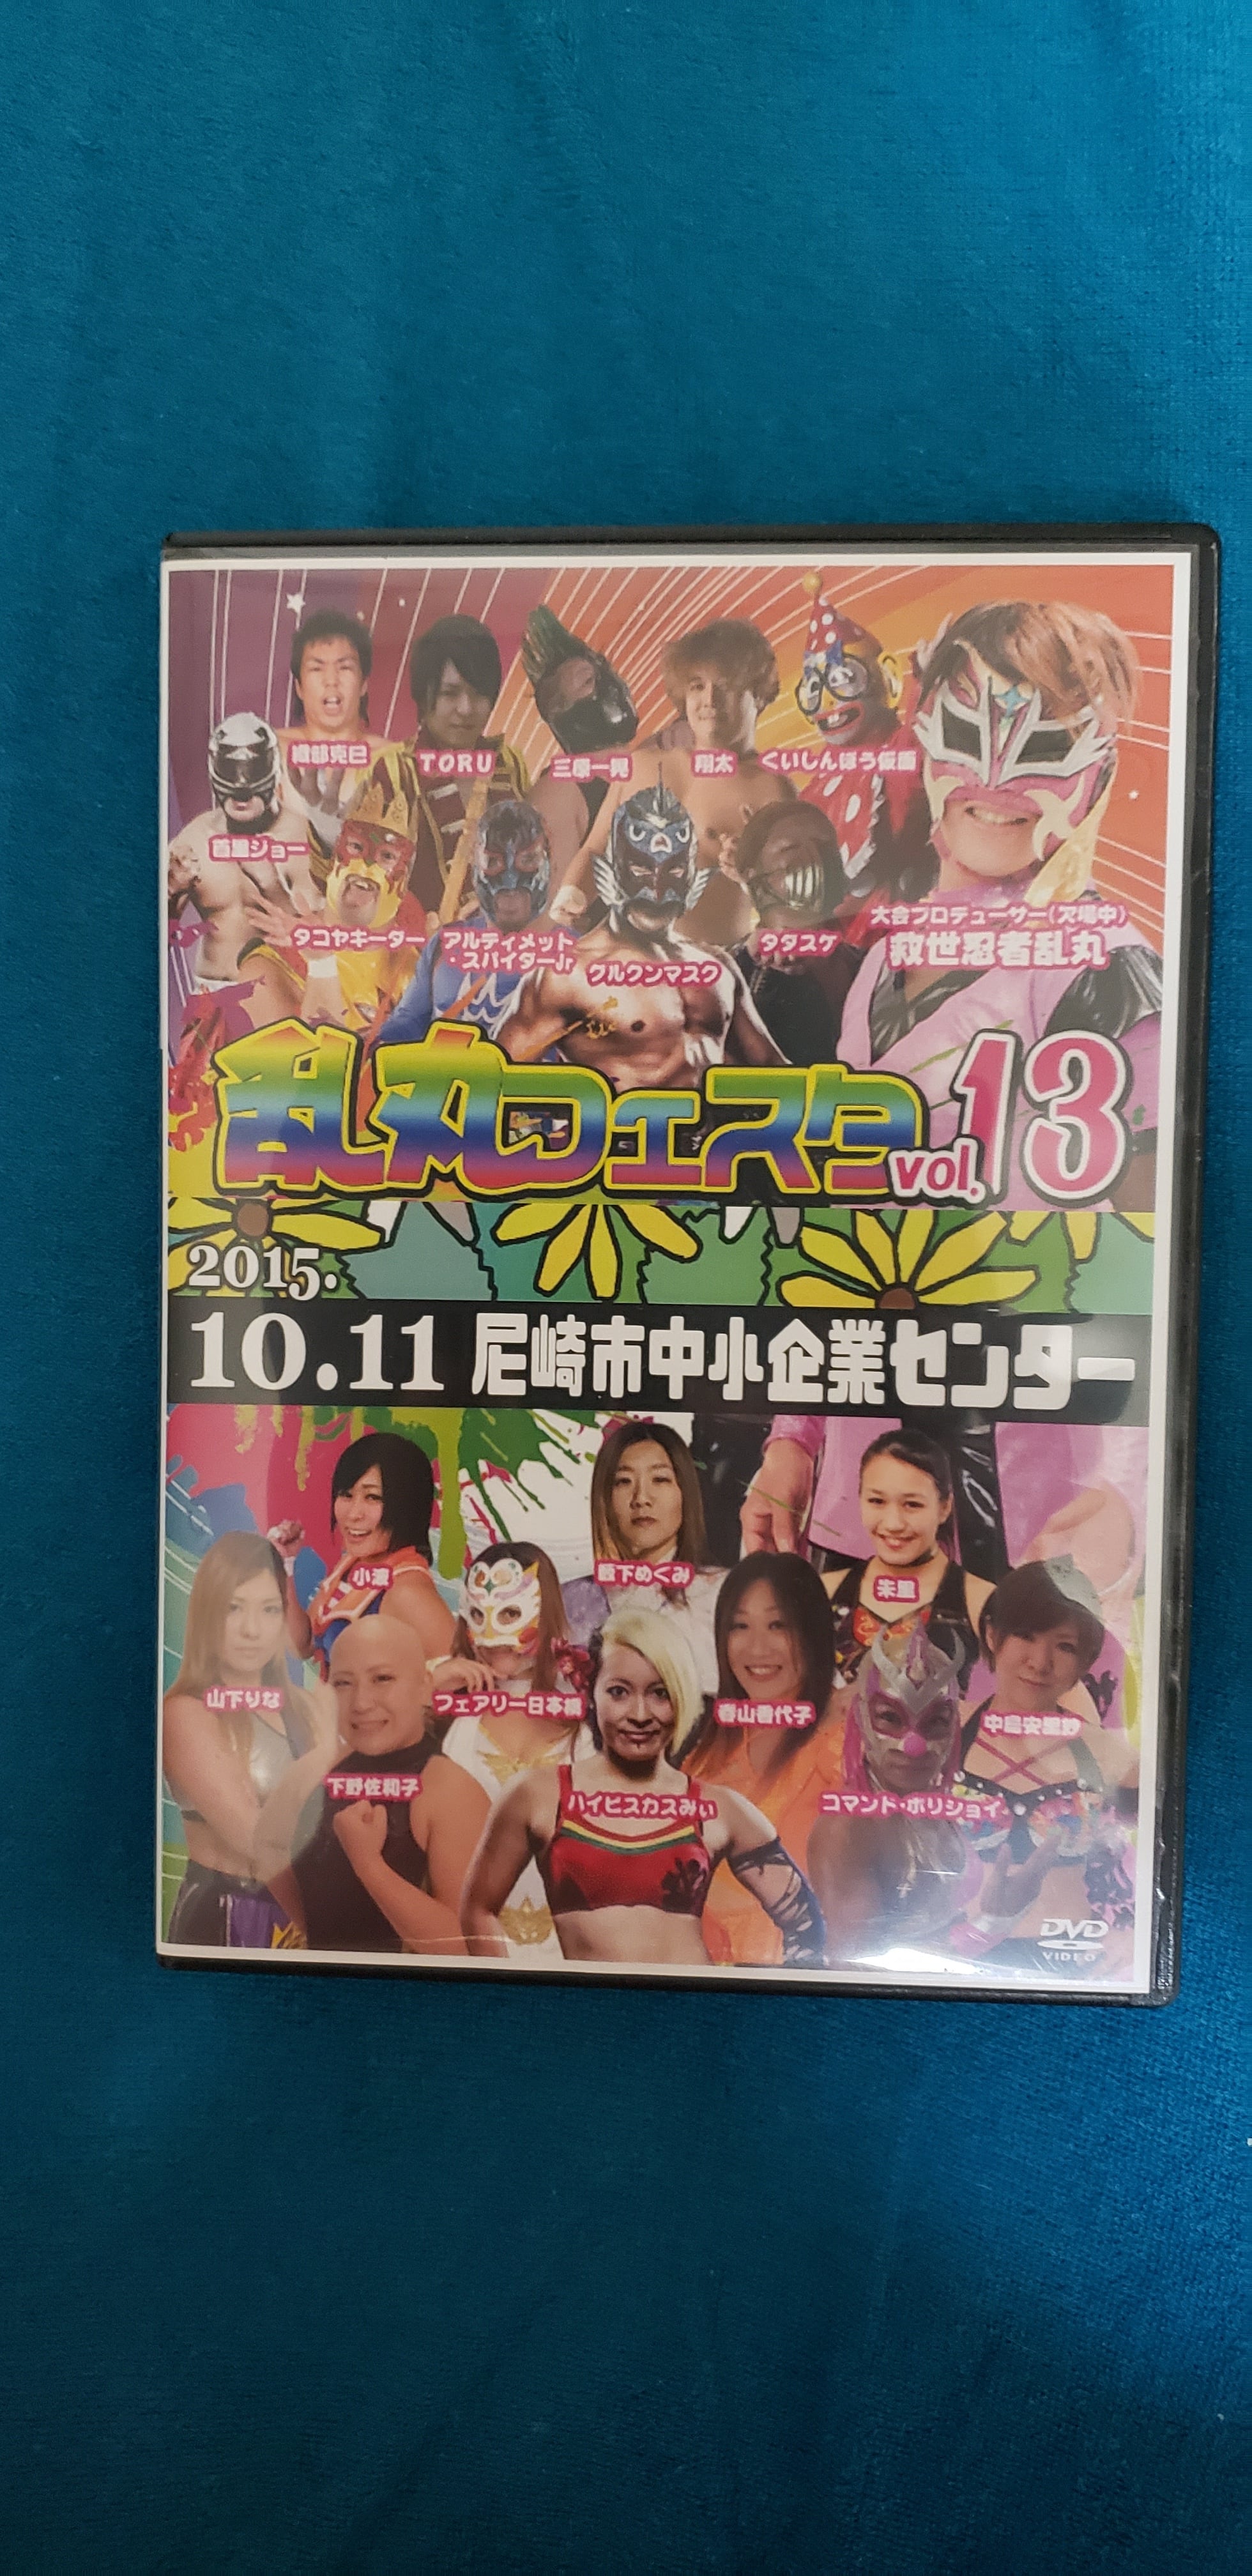 織部克巳
TORU
三原一晃
翔太
くいしんぼう仮面
首里ジョー
タコヤキーダー
アルティメット
・スパイダーJr
グルクンマスク
タダスケ
大会プロデューサー(欠場中)
救世忍者乱丸
乱丸フェスタ vol.13
2015.
10.11 尼崎市中小企業センター
小波
藪下めぐみ
朱里
山下りな
フェアリー日本橋
春山香代子
中島安里紗
下野佐和子
ハイビスカスみぃ
コマンド・ボリショイ
DVD
VIDEO